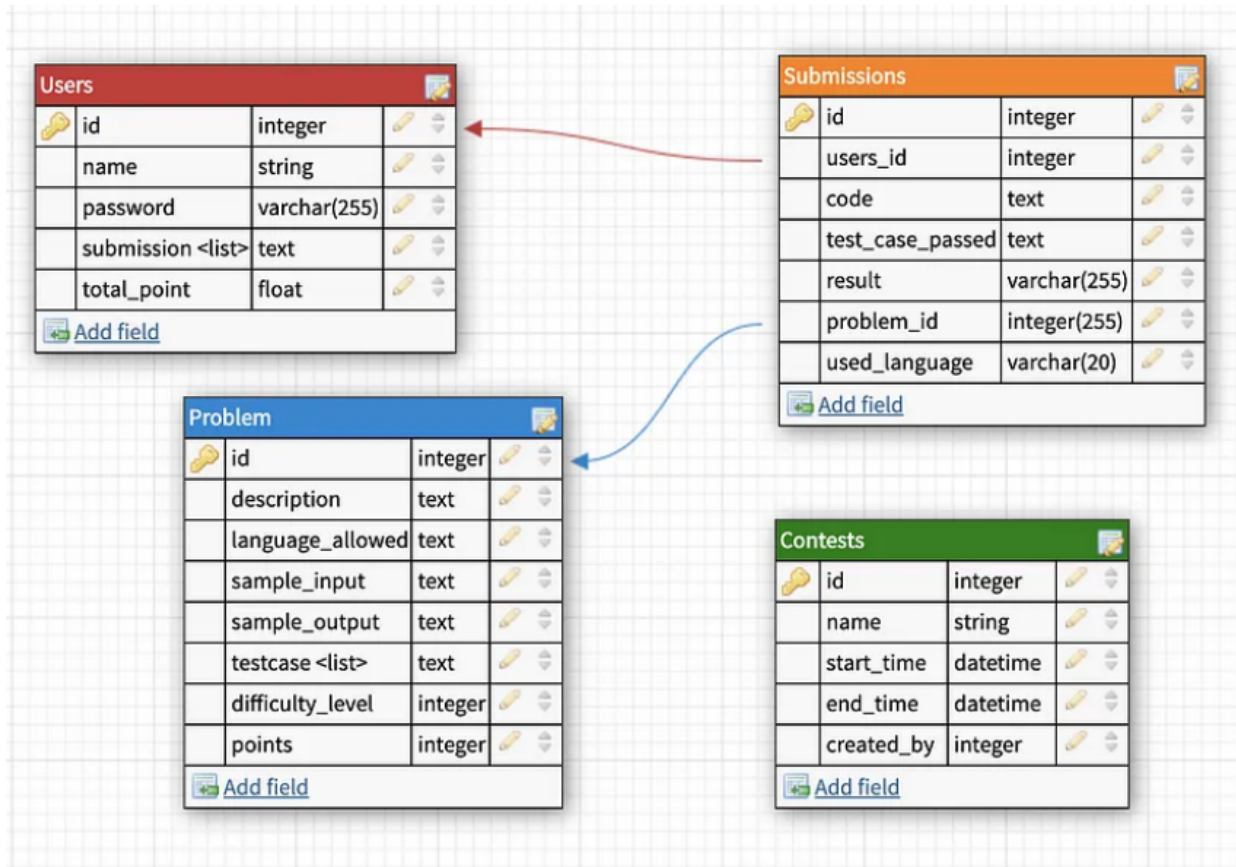 Users
id integer
name string
password varchar(255)
submission <list> text
total_point float
Add field
Submissions
id integer
users_id integer
code text
test_case_passed text
result varchar(255)
problem_id integer(255)
used_language varchar(20)
Add field
Problem
id integer
description text
language_allowed text
sample_input text
sample_output text
testcase <list> text
difficulty_level integer
points integer
Add field
Contests
id integer
name string
start_time datetime
end_time datetime
created_by integer
Add field